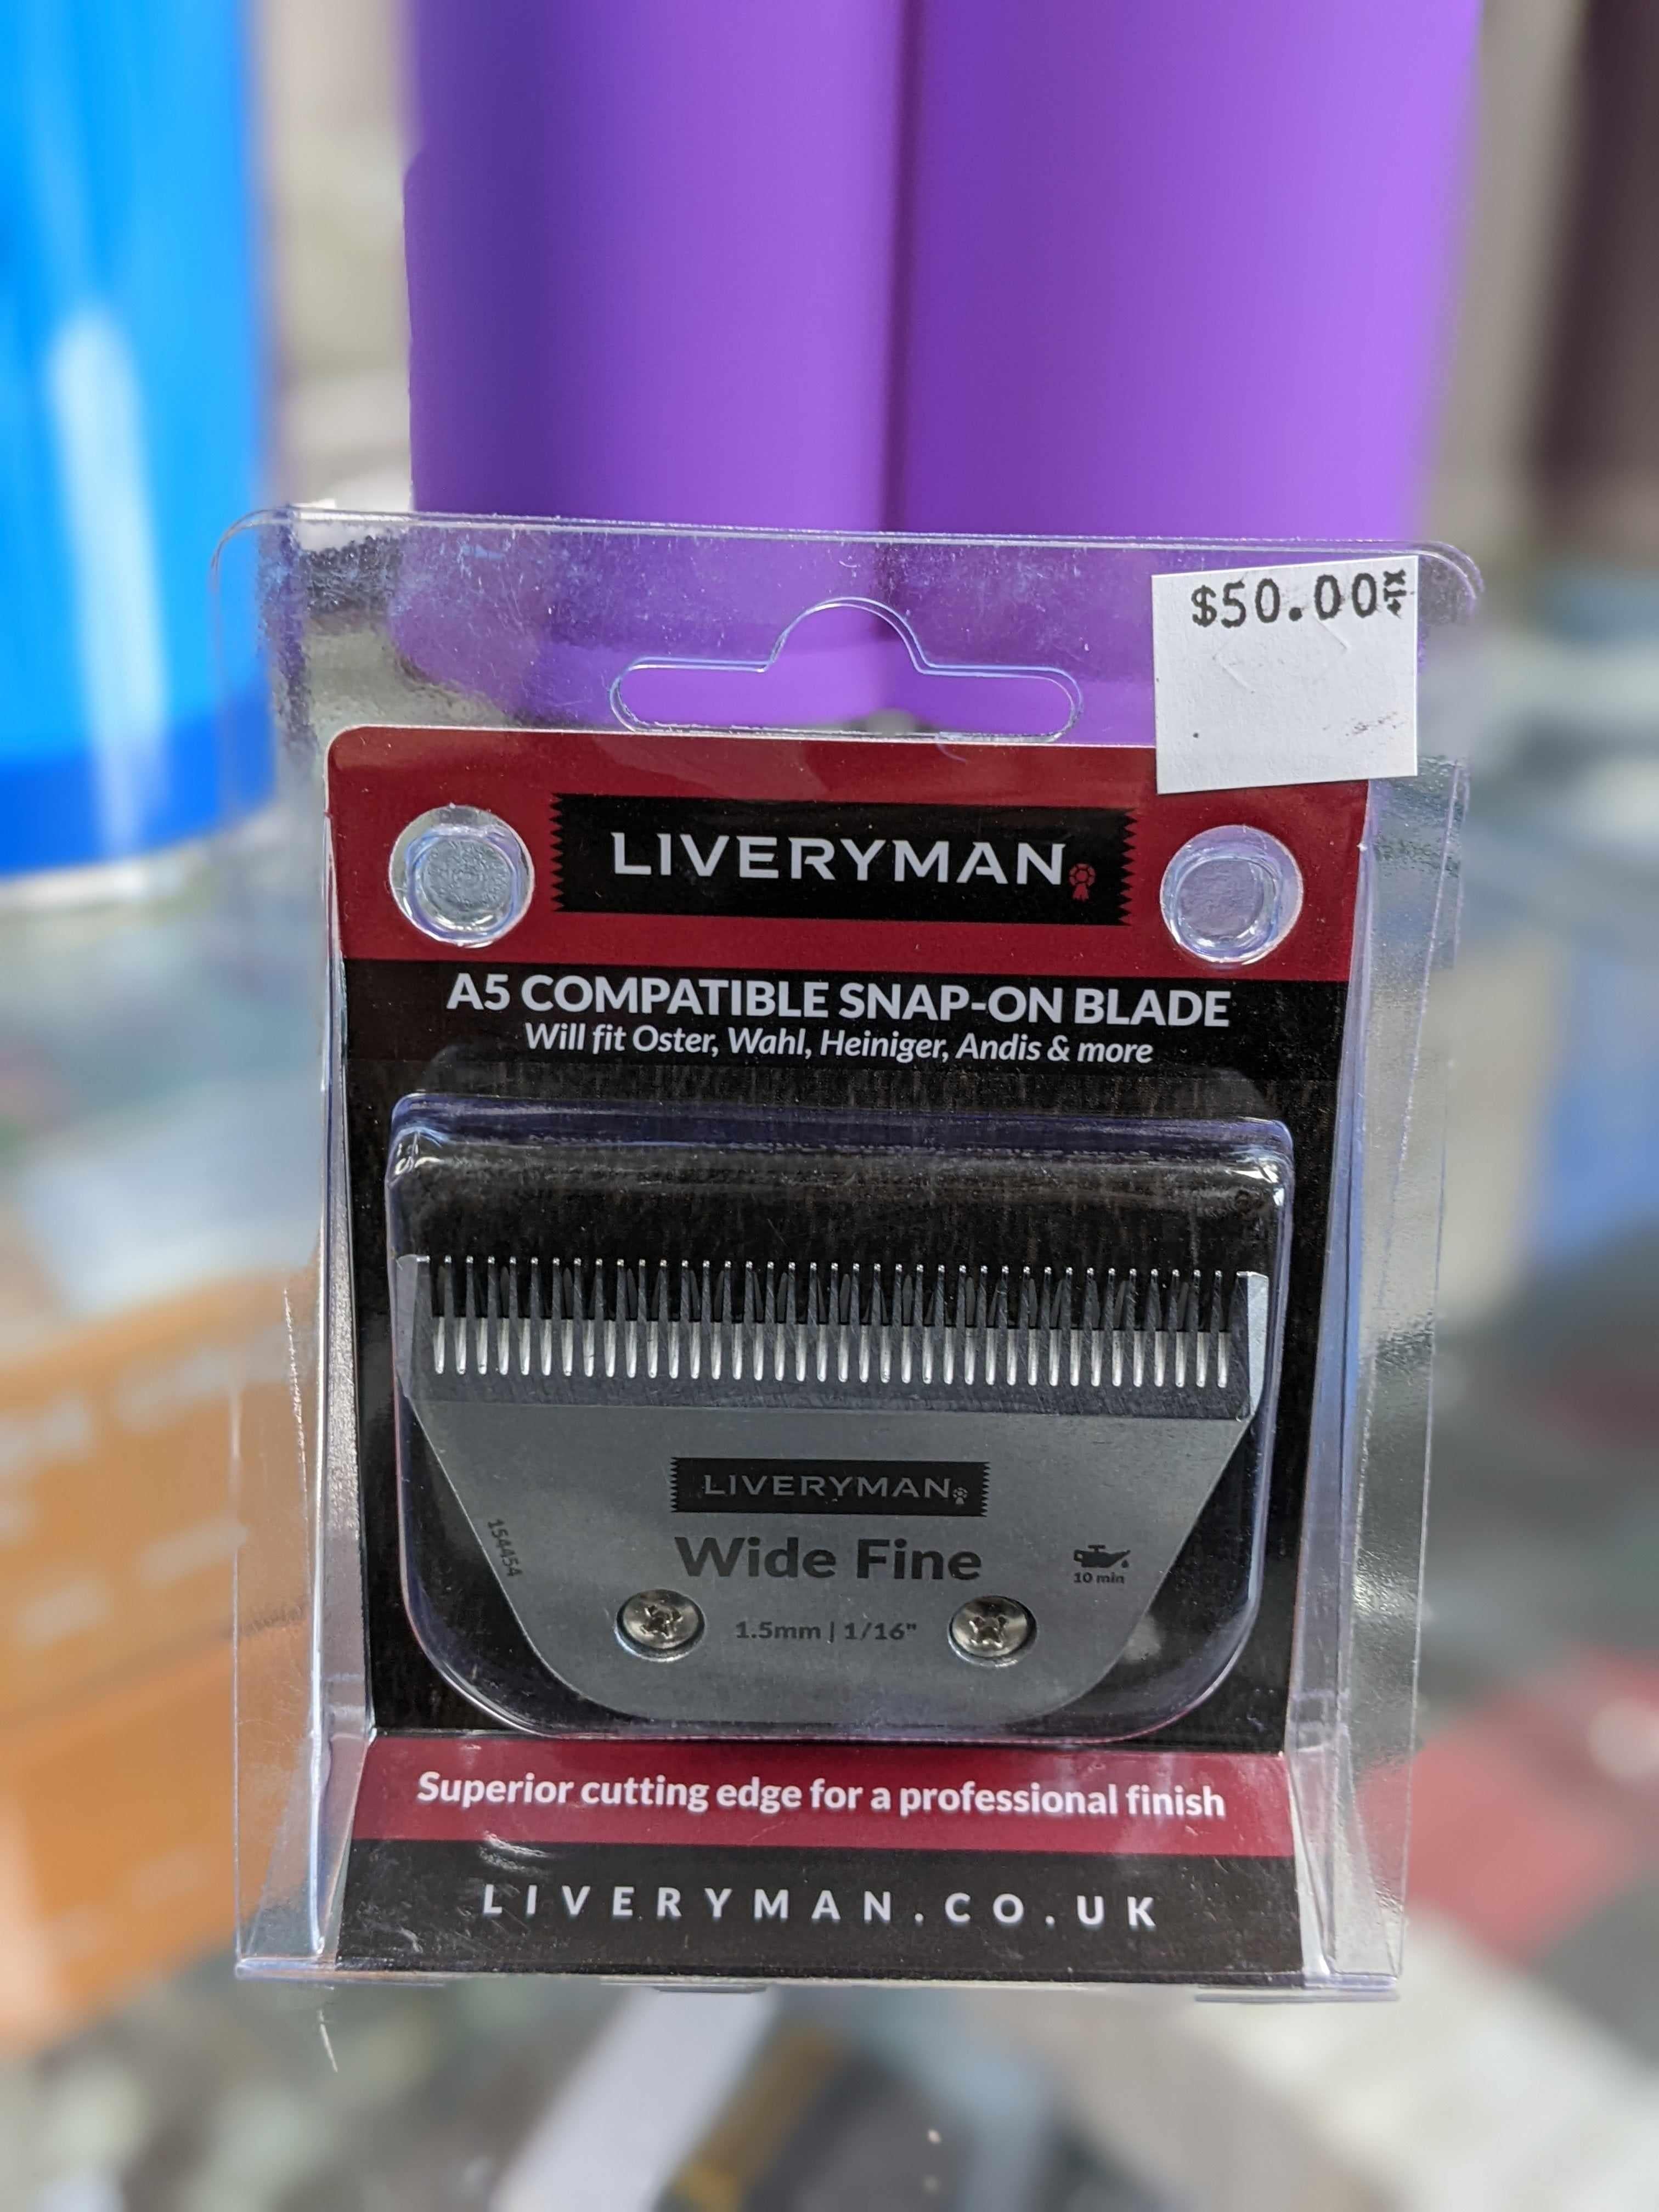 $50.00+TX
LIVERYMAN
A5 COMPATIBLE SNAP-ON BLADE
Will fit Oster, Wahl, Heiniger, Andis & more
LIVERYMAN
Wide Fine
154454
10 min
1.5mm | 1/16"
Superior cutting edge for a professional finish
LIVERYMAN.CO.UK